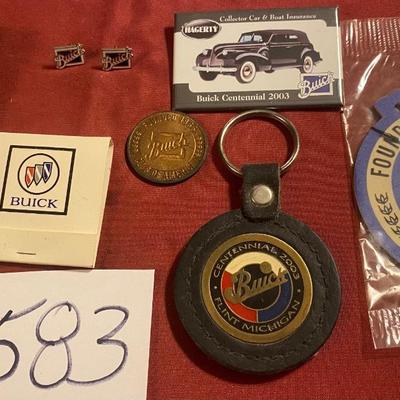 Buick
Buick
HAGERTY
Collector Car & Boat Insurance
Buick Centennial 2003
Buick
Buick
BUICK
CENTENNIAL 2003
Buick
FLINT MICHIGAN
FOUN
583